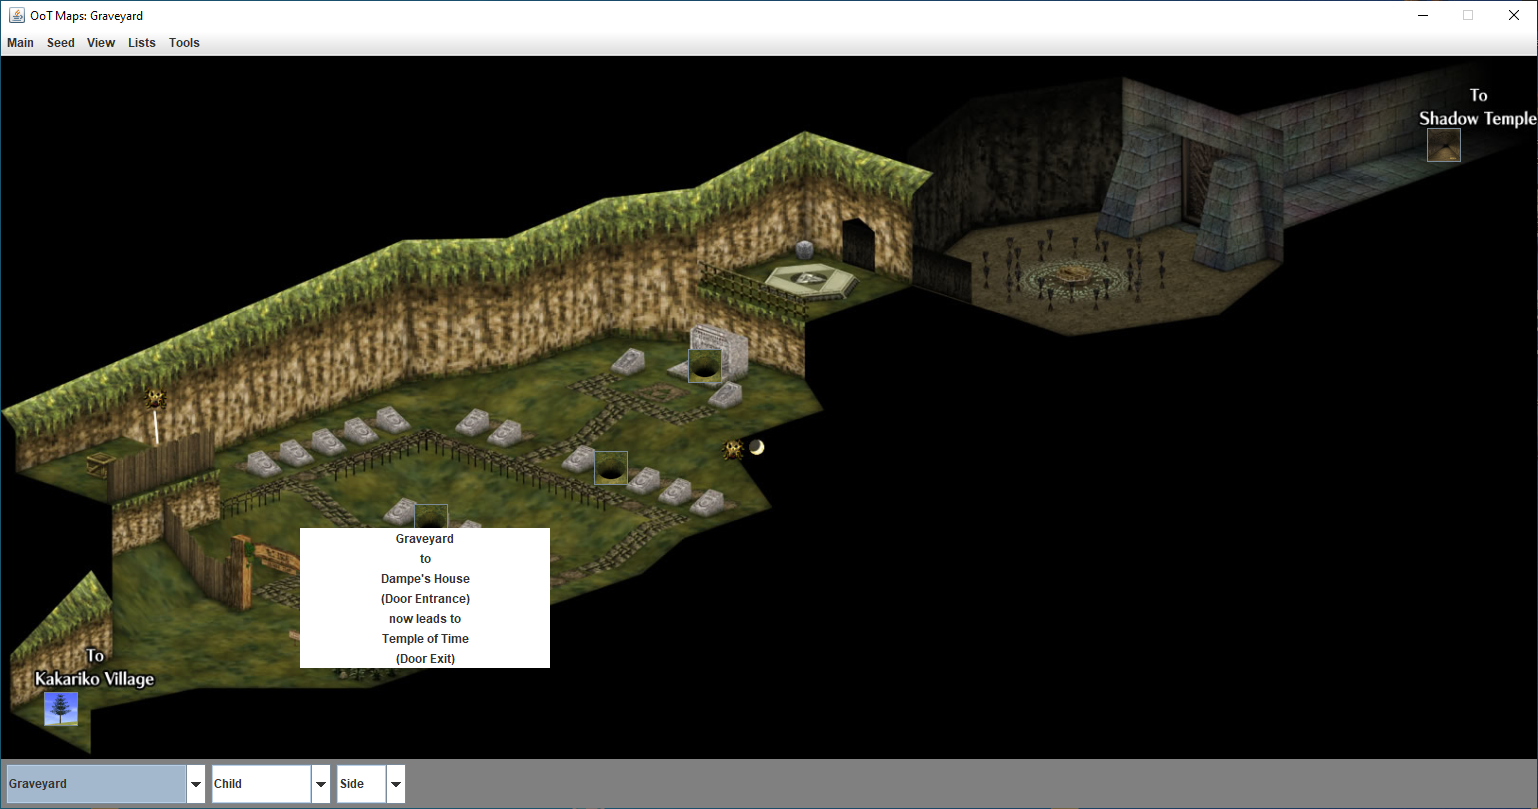 OoT Maps: Graveyard
Main Seed View Lists Tools
To
Shadow Temple
Graveyard
to
Dampe's House
(Door Entrance)
now leads to
Temple of Time
(Door Exit)
To
Kakariko Village
Graveyard Child Side